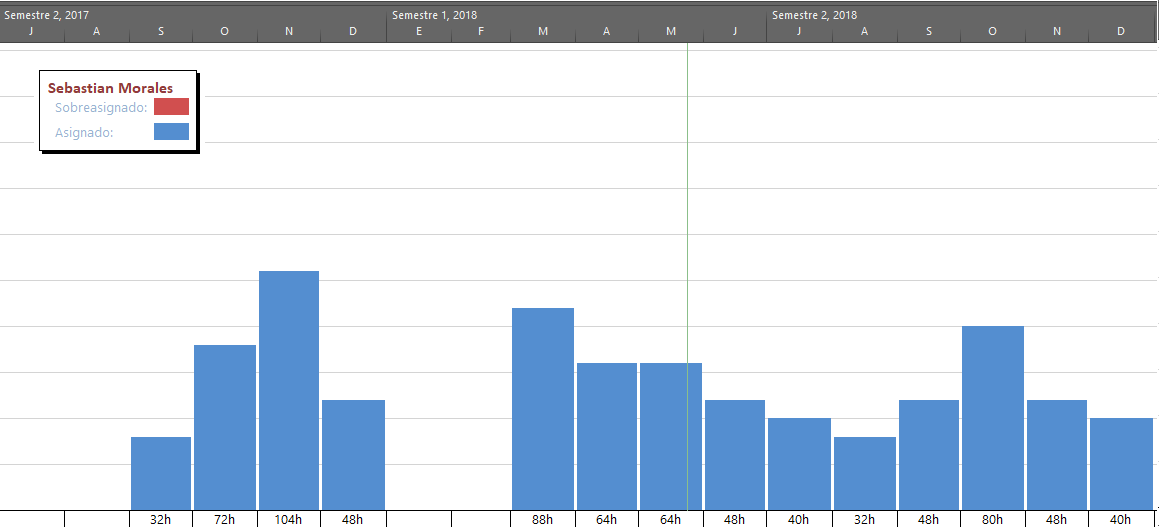 Semestre 2, 2017 Semestre 1, 2018 Semestre 2, 2018
J A S O N D E F M A M J J A S O N D
Sebastian Morales
Sobreasignado:
Asignado:
32h 72h 104h 48h 88h 64h 64h 48h 40h 32h 48h 80h 48h 40h